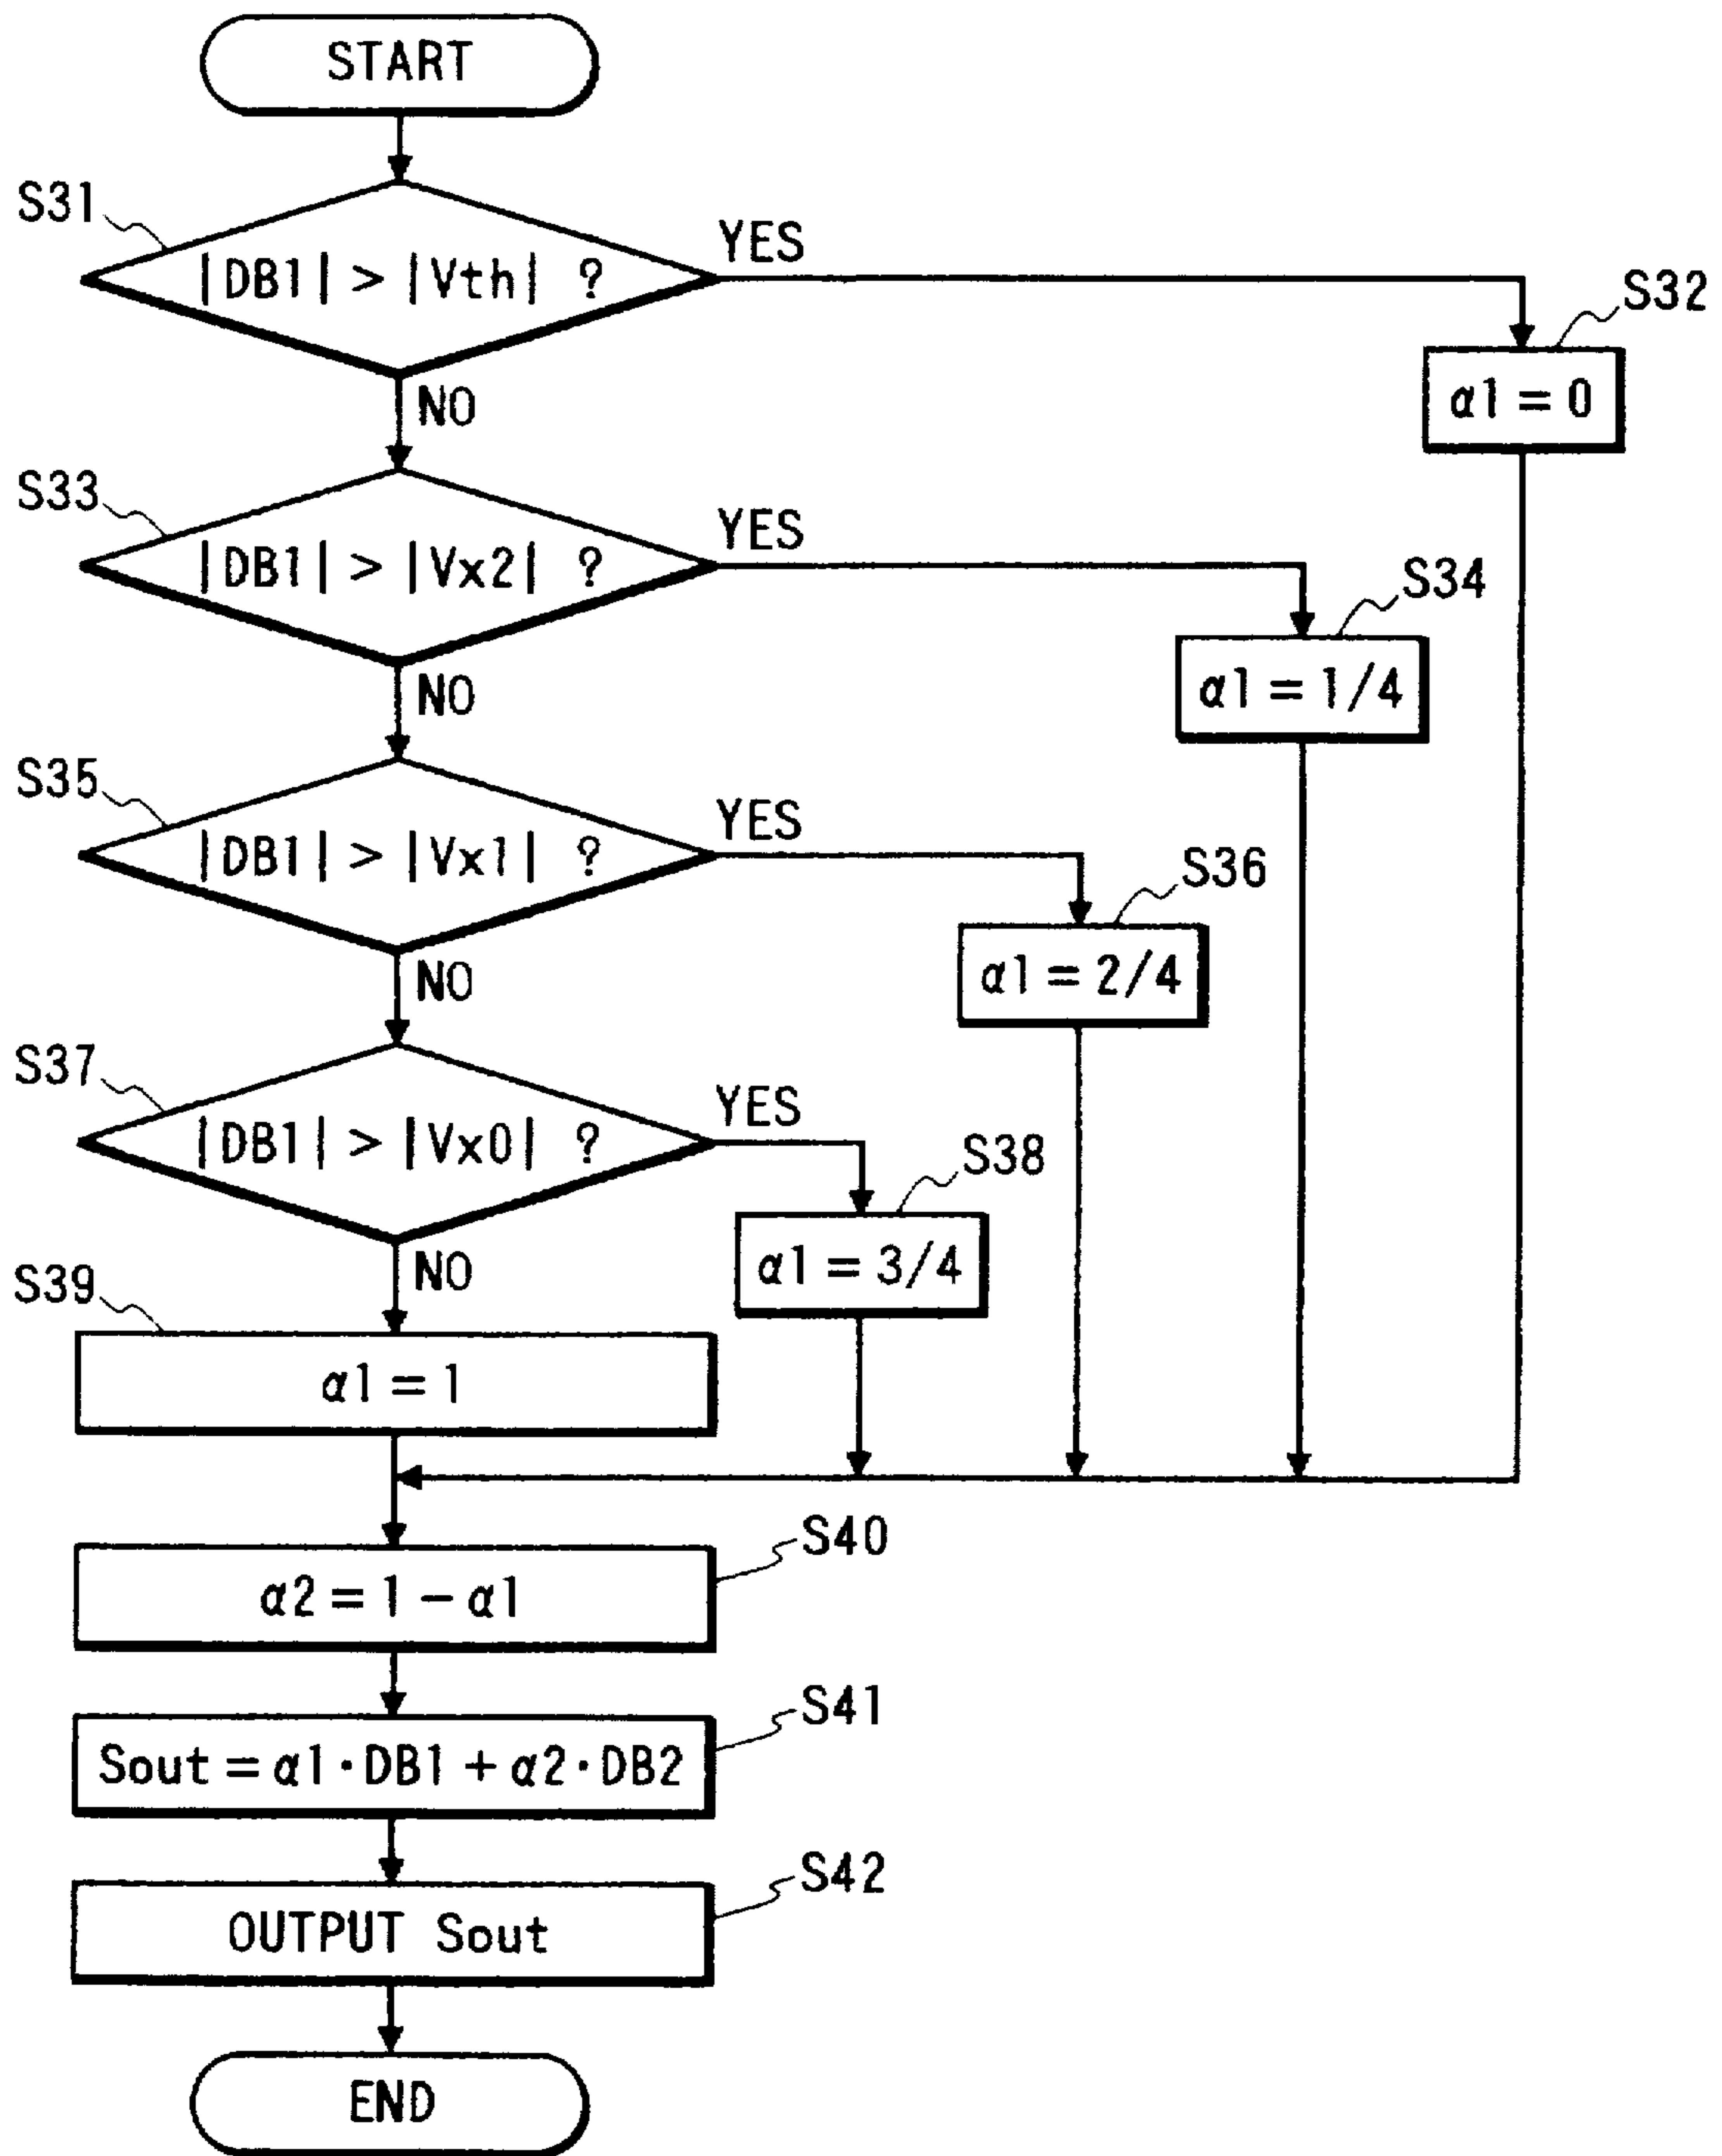 START
S31
|DB1| > |Vth| ?
YES
S32
α1 = 0
NO
S33
|DB1| > |Vx2| ?
YES
S34
α1 = 1/4
NO
S35
|DB1| > |Vx1| ?
YES
S36
α1 = 2/4
NO
S37
|DB1| > |Vx0| ?
YES
S38
α1 = 3/4
NO
S39
α1 = 1
S40
α2 = 1 - α1
S41
Sout = α1・DB1 + α2・DB2
S42
OUTPUT Sout
END